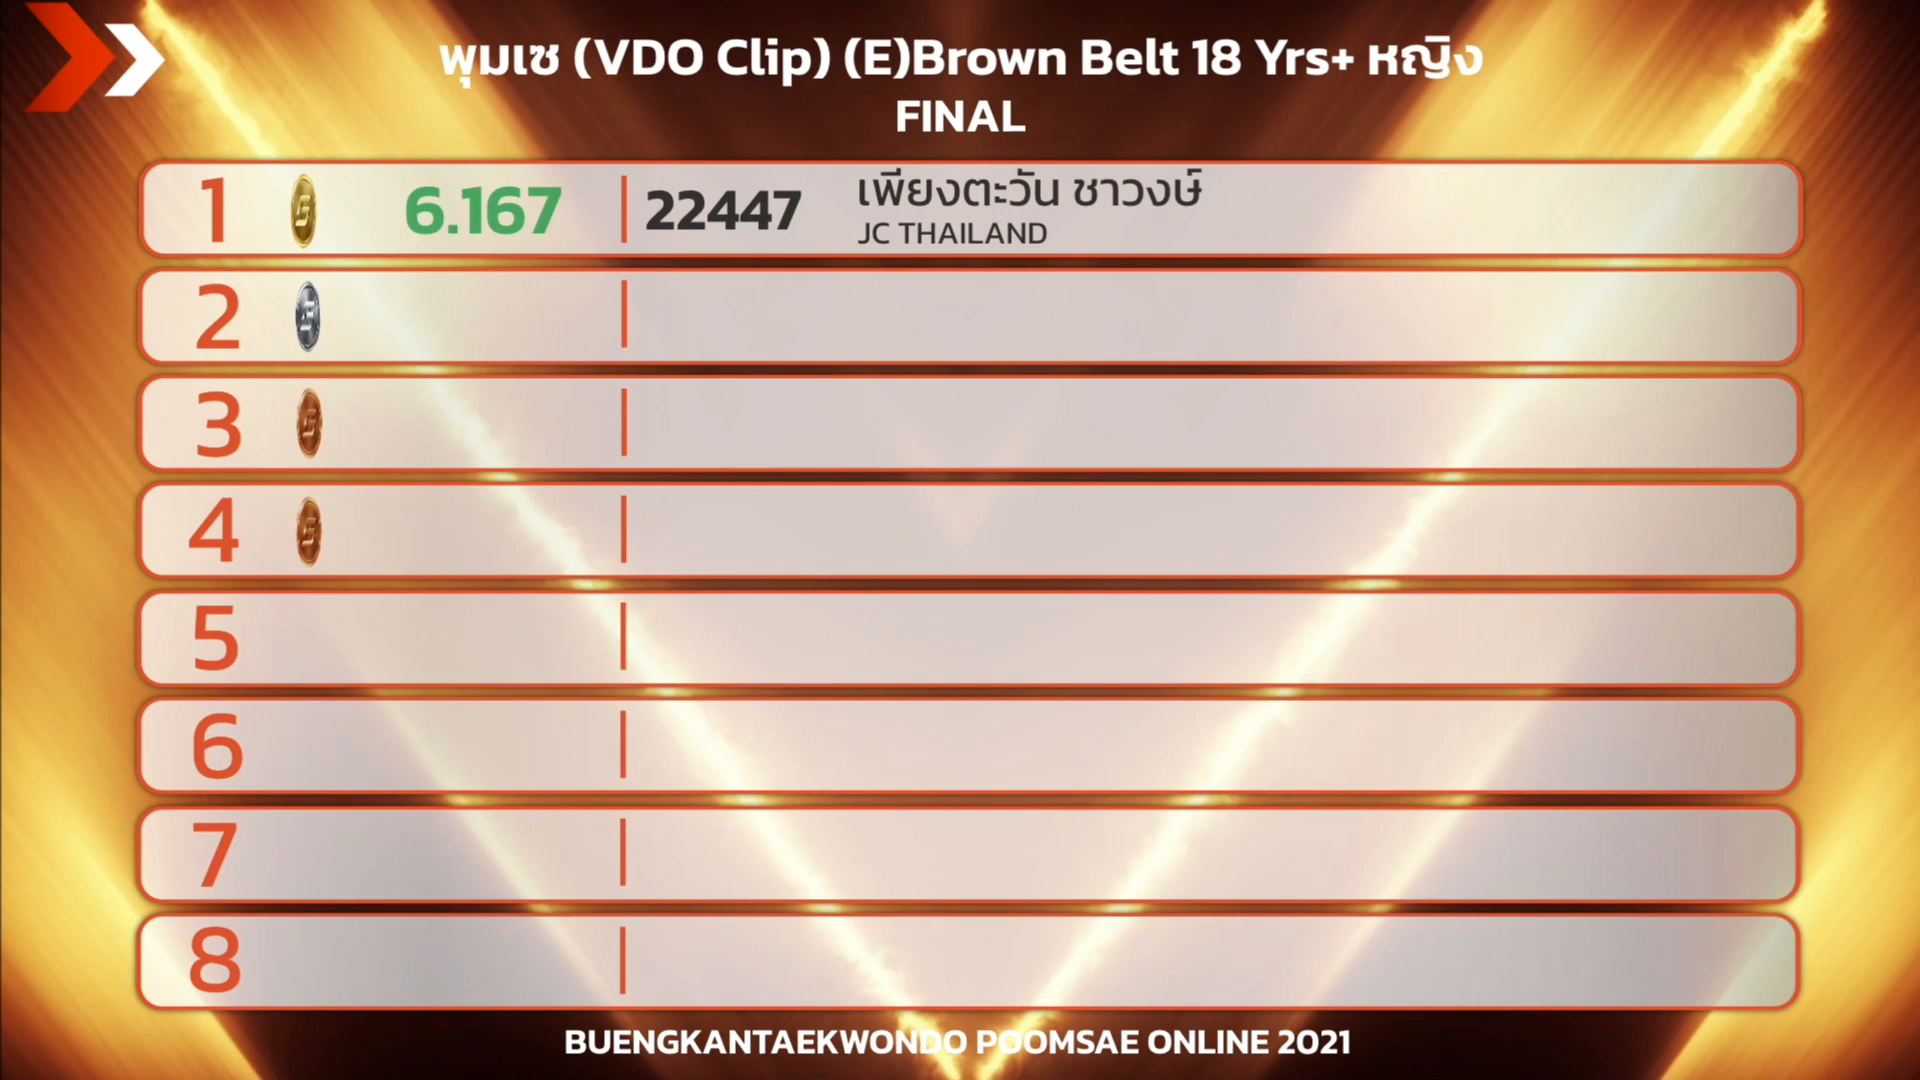 พุมเซ (VDO Clip) (E)Brown Belt 18 Yrs+ หญิง
FINAL
1 6.167 22447 เพียงตะวัน ชาวงษ์
JC THAILAND
2
3
4
5
6
7
8
BUENGKANTAEKWONDO POOMSAE ONLINE 2021